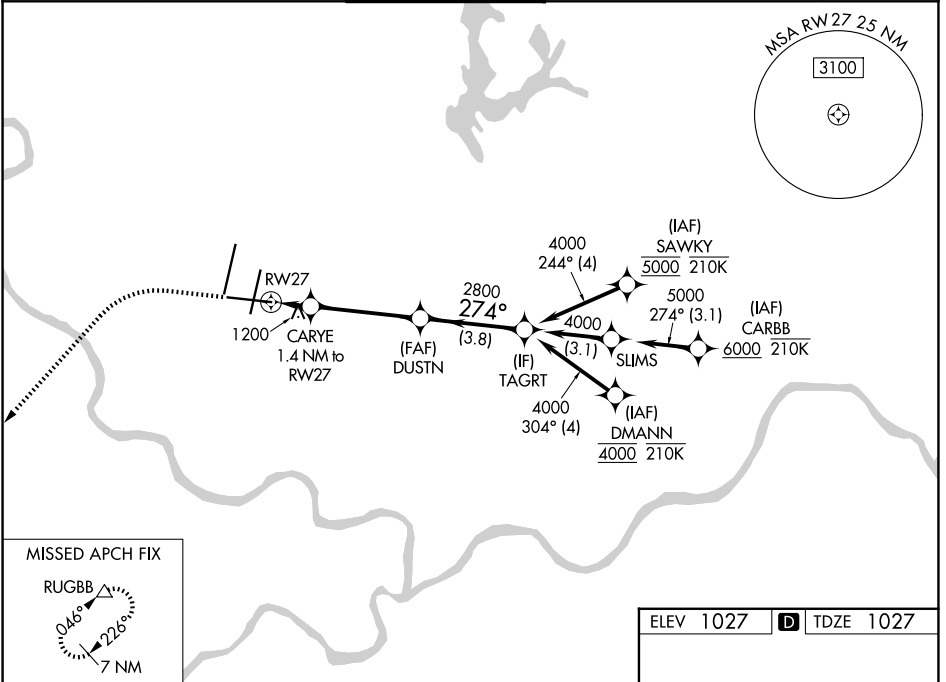 MSA RW 27 25 NM
3100
(IAF)
SAWKY
5000 210K
4000
244° (4)
5000
274° (3.1)
(IAF)
CARBB
6000 210K
RW27
2800
274°
(3.8)
4000
(3.1)
SLIMS
1200
CARYE
1.4 NM to
RW27
(FAF)
DUSTN
(IF)
TAGRT
4000
304° (4)
(IAF)
DMANN
4000 210K
MISSED APCH FIX
RUGBB
046°
226°
7 NM
ELEV 1027 D TDZE 1027